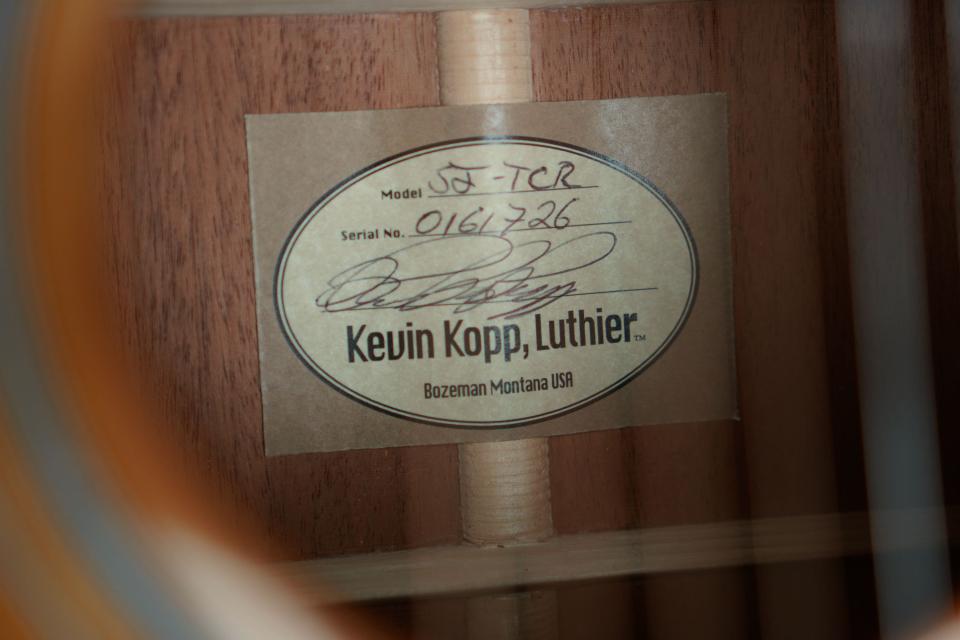 Model SJ-TCR
Serial No. 0161726
Kevin Kopp, Luthier™
Bozeman Montana USA